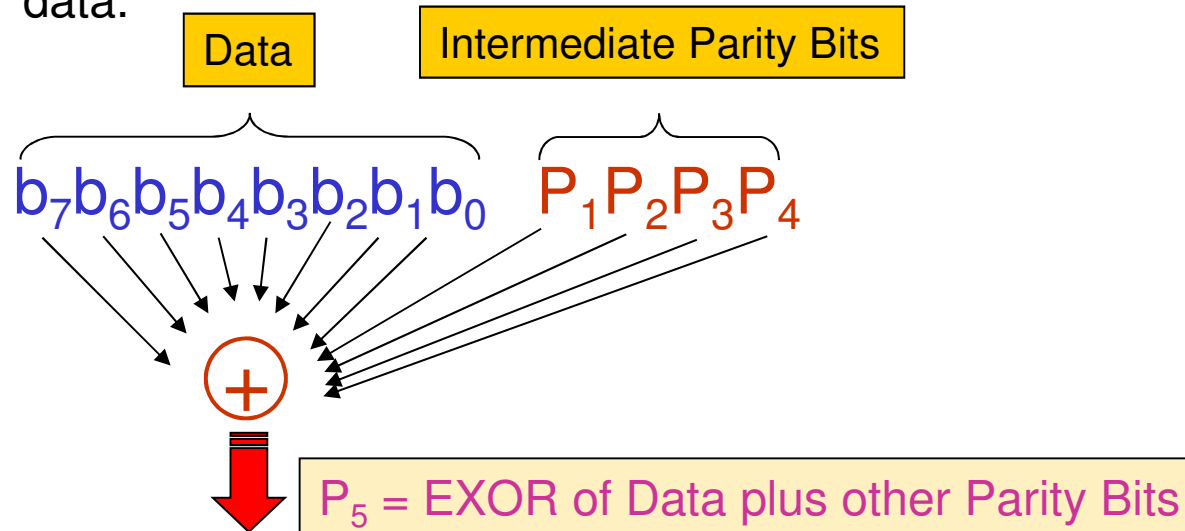 data.
Data
Intermediate Parity Bits
b₇b₆b₅b₄b₃b₂b₁b₀ P₁P₂P₃P₄
+
P₅ = EXOR of Data plus other Parity Bits